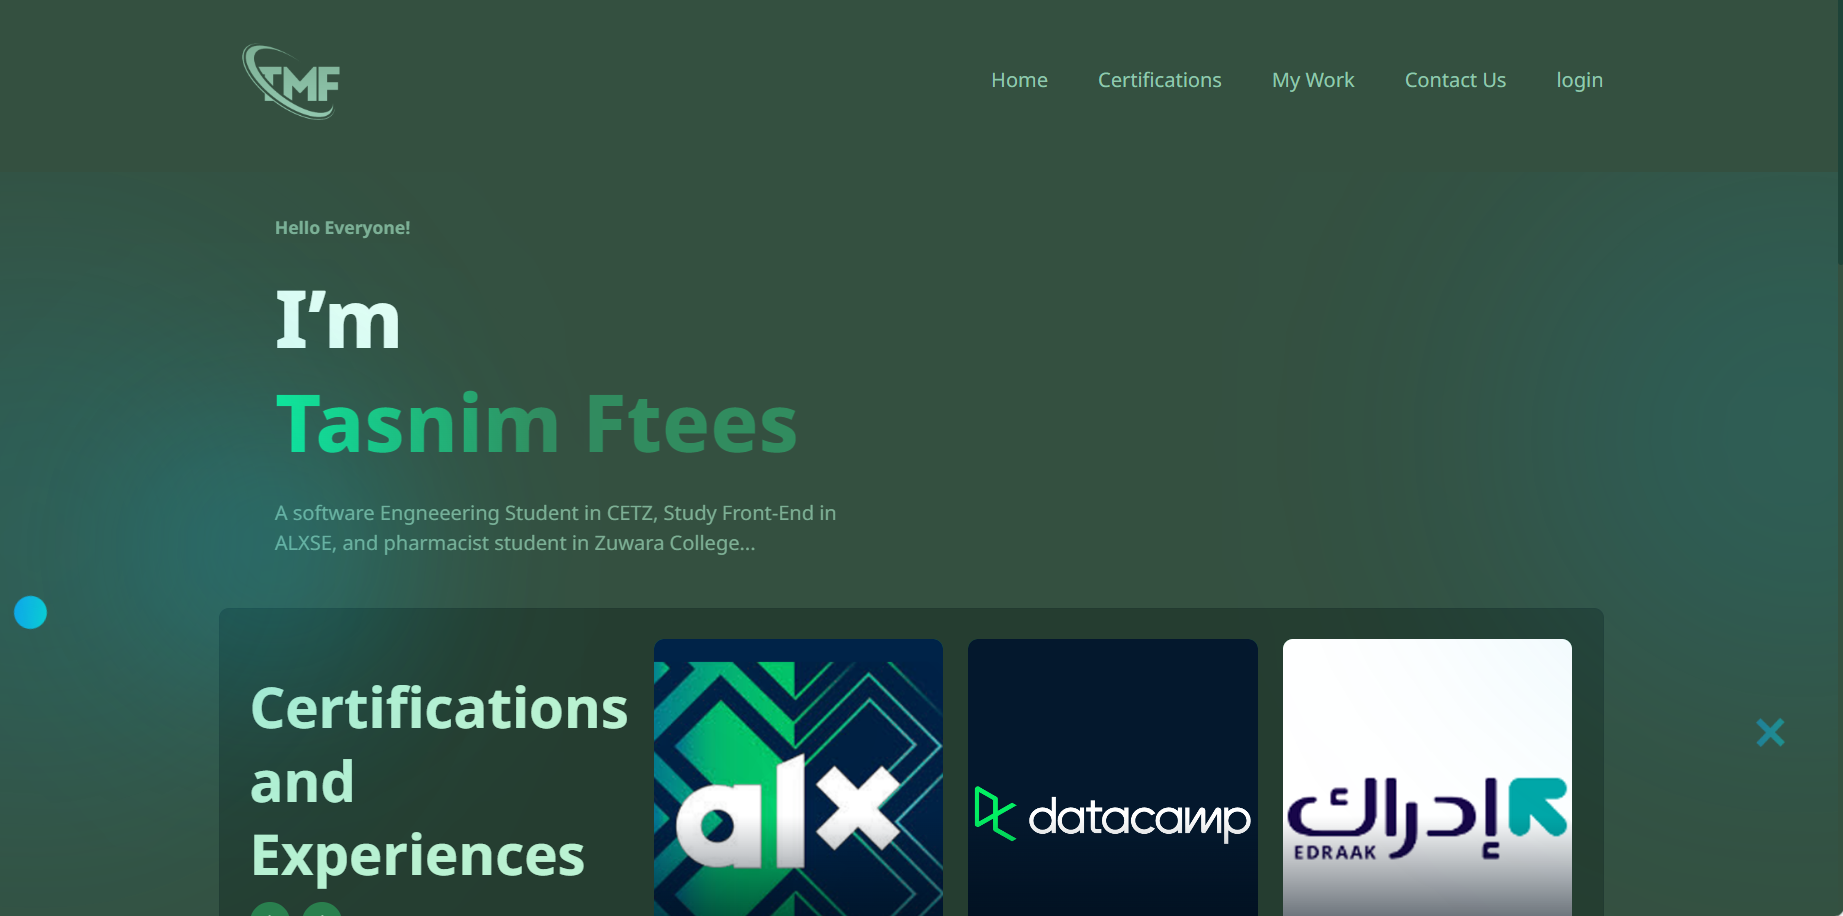 TMF
Home Certifications My Work Contact Us login
Hello Everyone!
I’m
Tasnim Ftees
A software Engneeering Student in CETZ, Study Front-End in
ALXSE, and pharmacist student in Zuwara College...
Certifications
and
Experiences
alx
datacamp
إدراك
EDRAAK